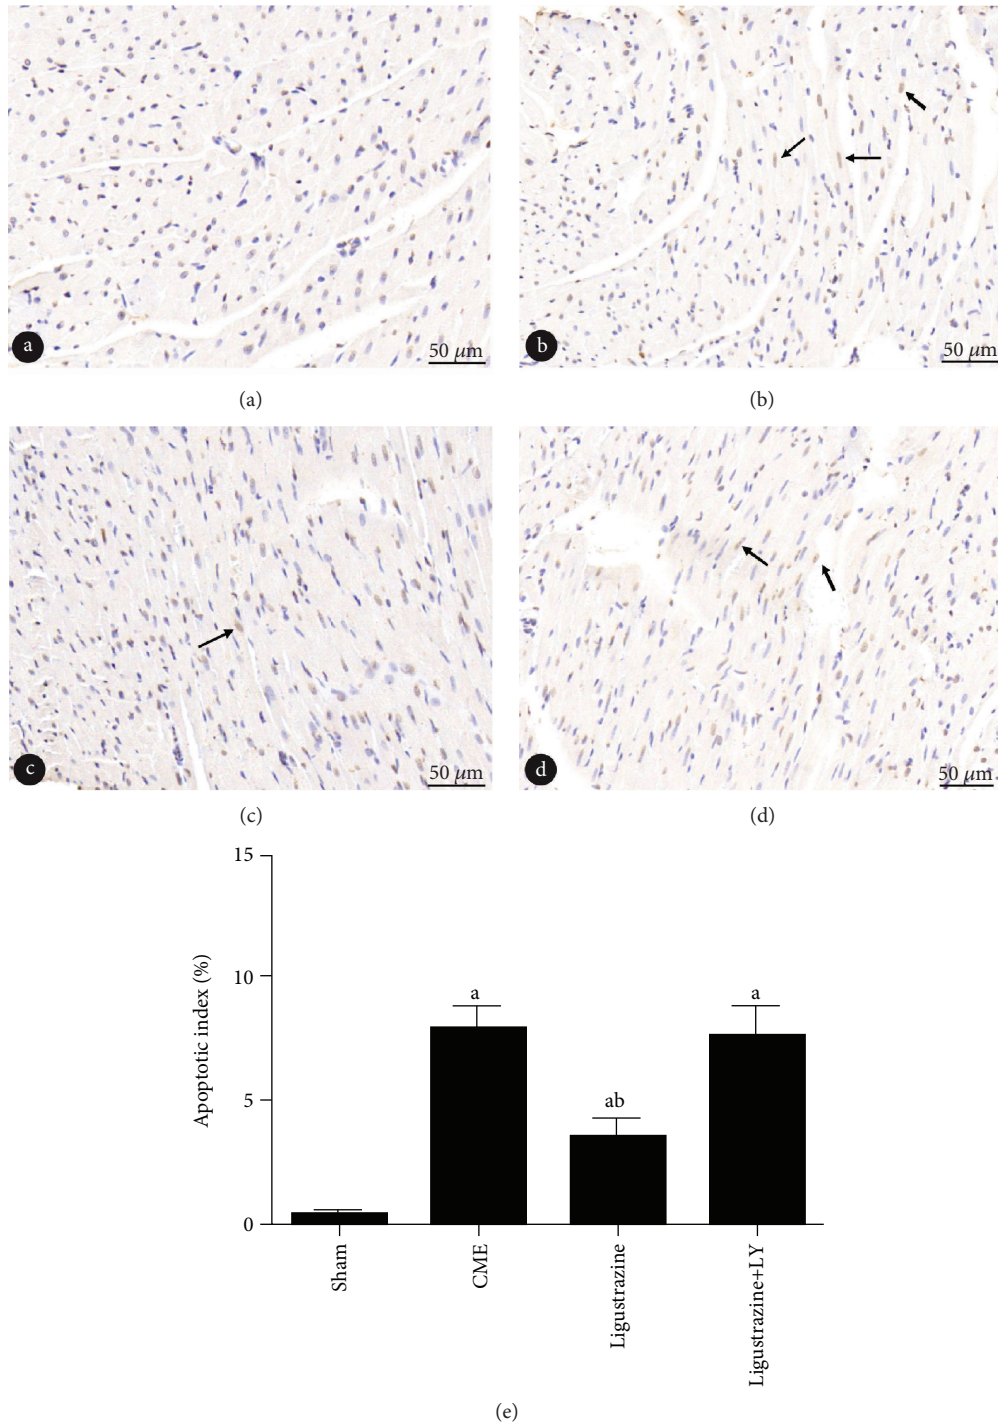 a
50 μm
b
50 μm
(a)
(b)
c
50 μm
d
50 μm
(c)
(d)
15
10
5
0
Apoptotic index (%)
a
ab
a
Sham
CME
Ligustrazine
Ligustrazine+LY
(e)